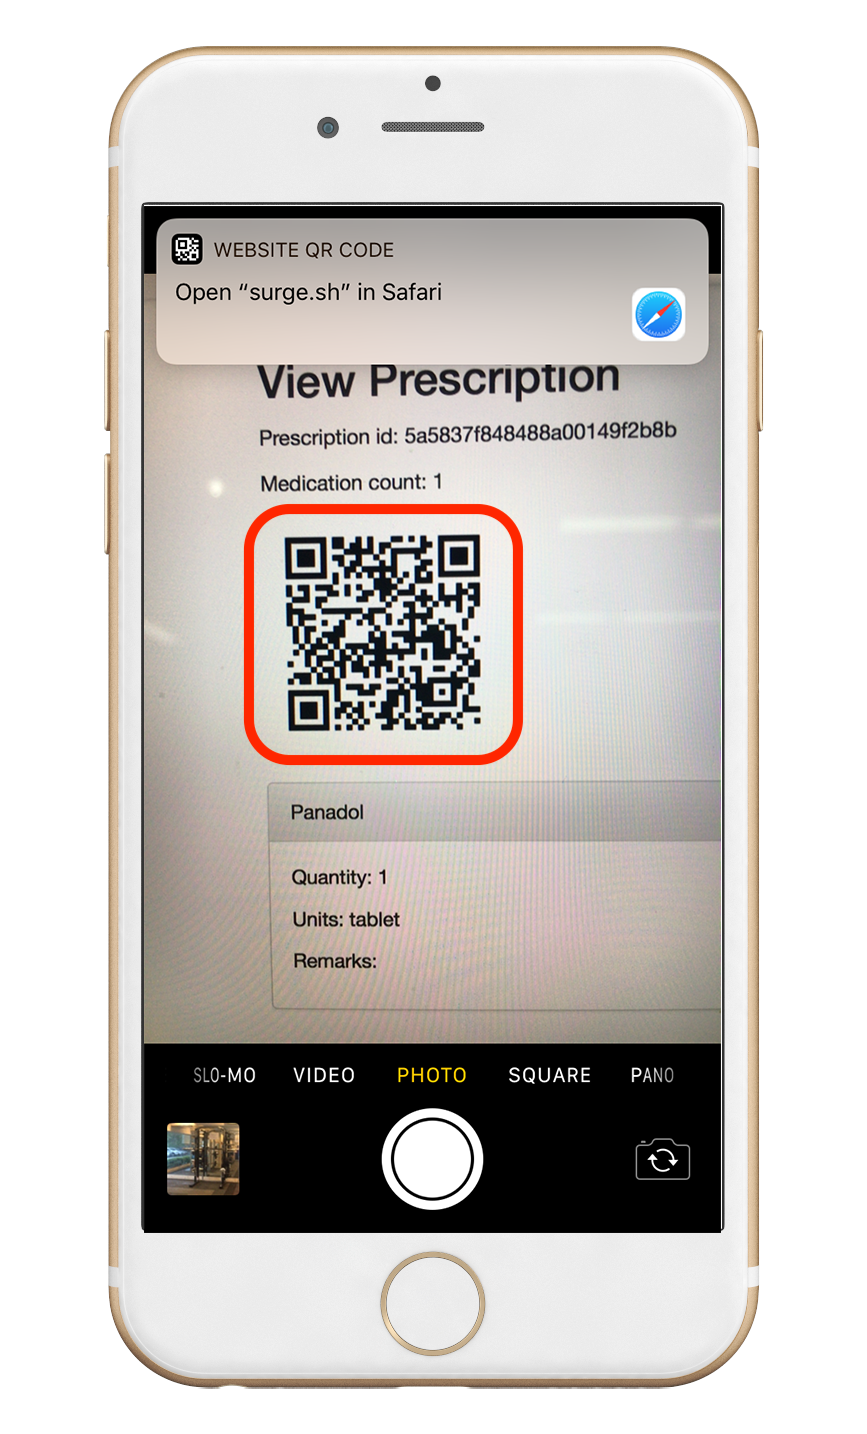 WEBSITE QR CODE
Open “surge.sh” in Safari
View Prescription
Prescription id: 5a5837f848488a00149f2b8b
Medication count: 1
Panadol
Quantity: 1
Units: tablet
Remarks:
SLO-MO VIDEO PHOTO SQUARE PANO